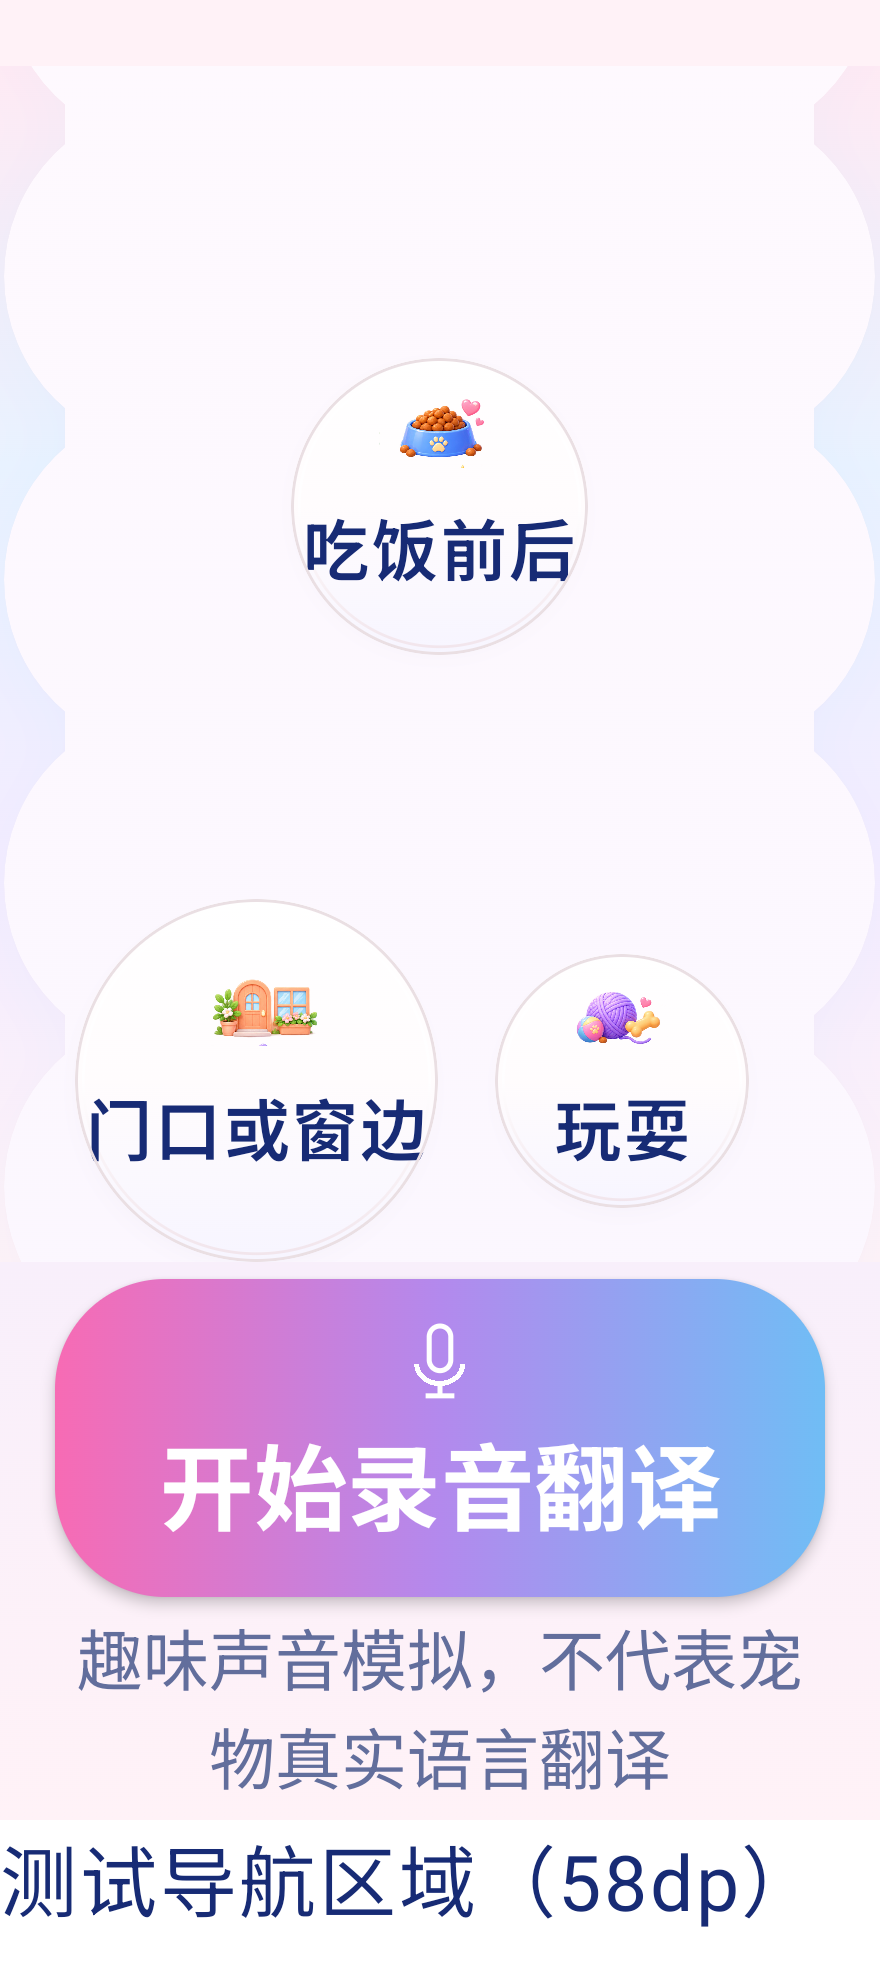 吃饭前后
门口或窗边
玩耍
开始录音翻译
趣味声音模拟，不代表宠
物真实语言翻译
测试导航区域（58dp）